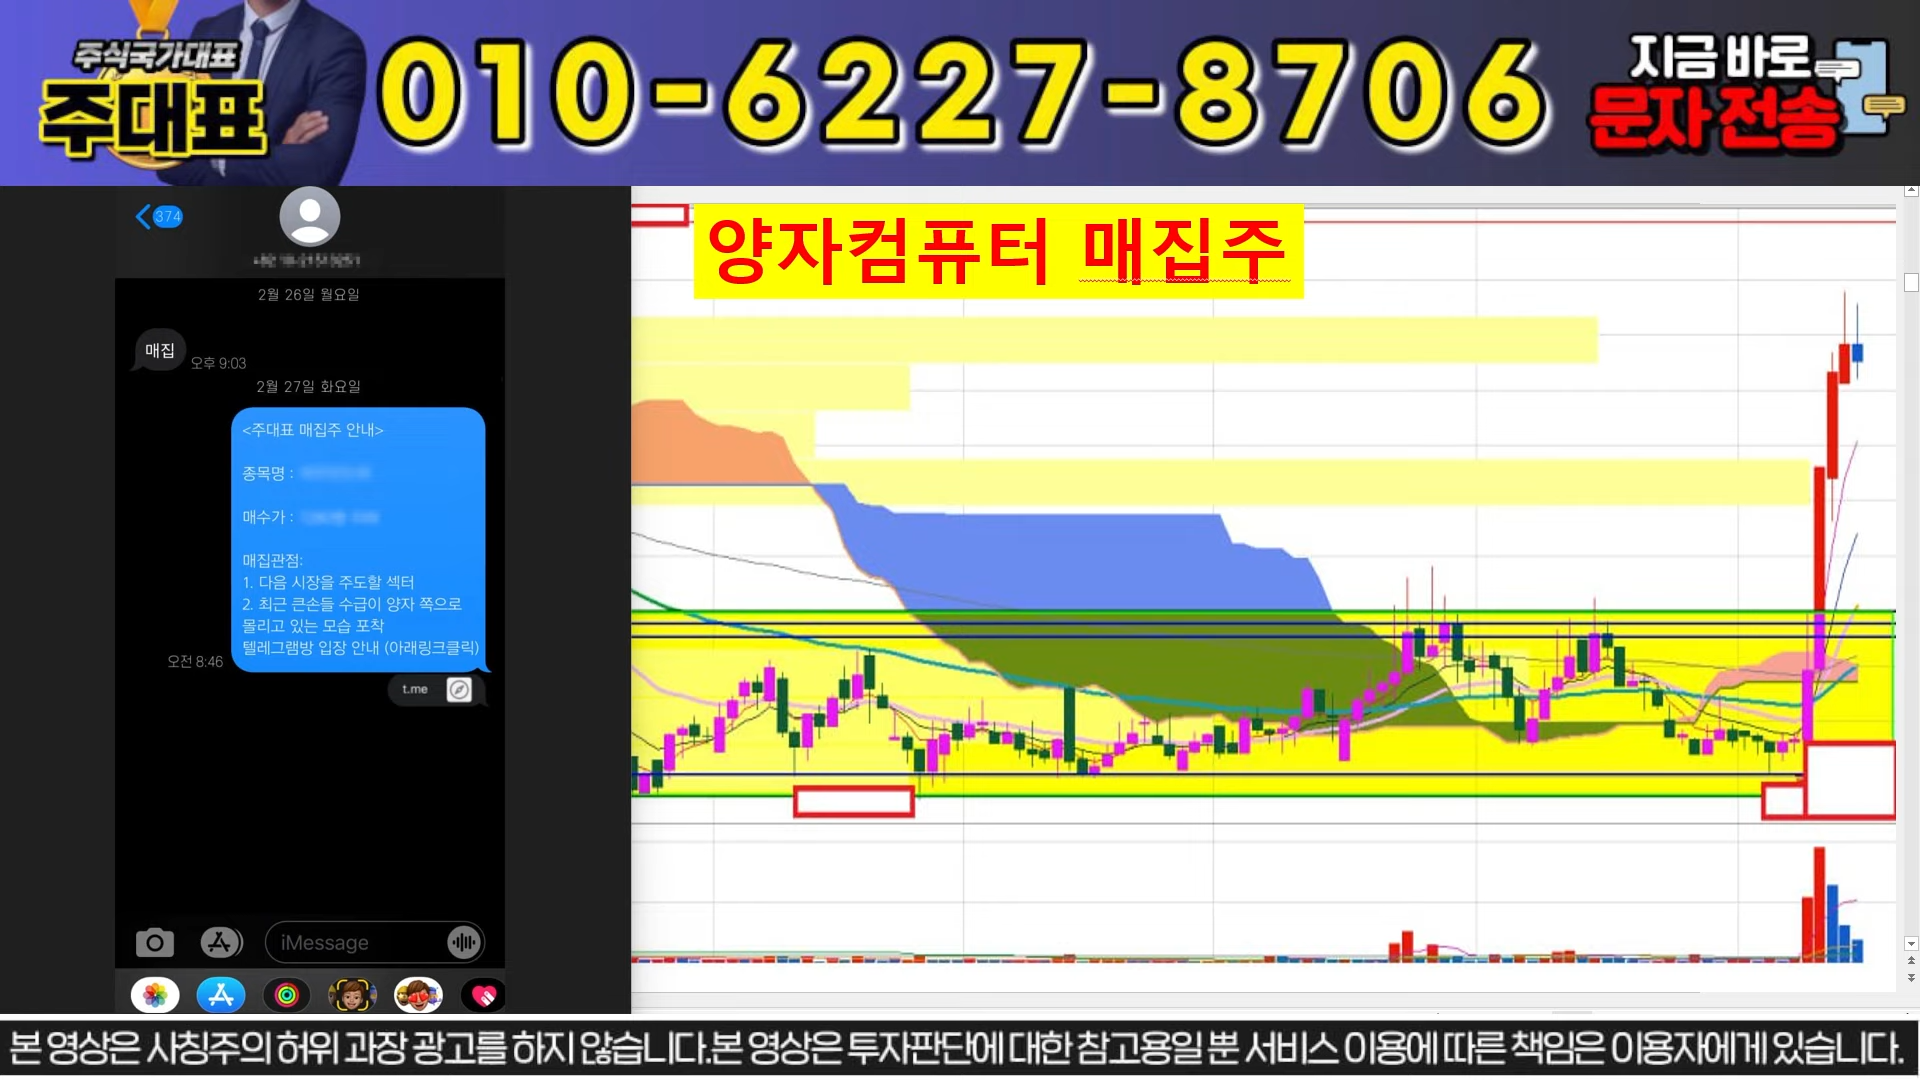 주식국가대표
주대표
010-6227-8706
지금 바로
문자 전송
374
2월 26일 월요일
매집
오후 9:03
2월 27일 화요일
<주대표 매집주 안내>
종목명 :
매수가 :
매집관점:
1. 다음 시장을 주도할 섹터
2. 최근 큰손들 수급이 양자 쪽으로
몰리고 있는 모습 포착
텔레그램방 입장 안내 (아래링크클릭)
오전 8:46
t.me
iMessage
양자컴퓨터 매집주
본 영상은 사칭주의 허위 과장 광고를 하지 않습니다.본 영상은 투자판단에 대한 참고용일 뿐 서비스 이용에 따른 책임은 이용자에게 있습니다.